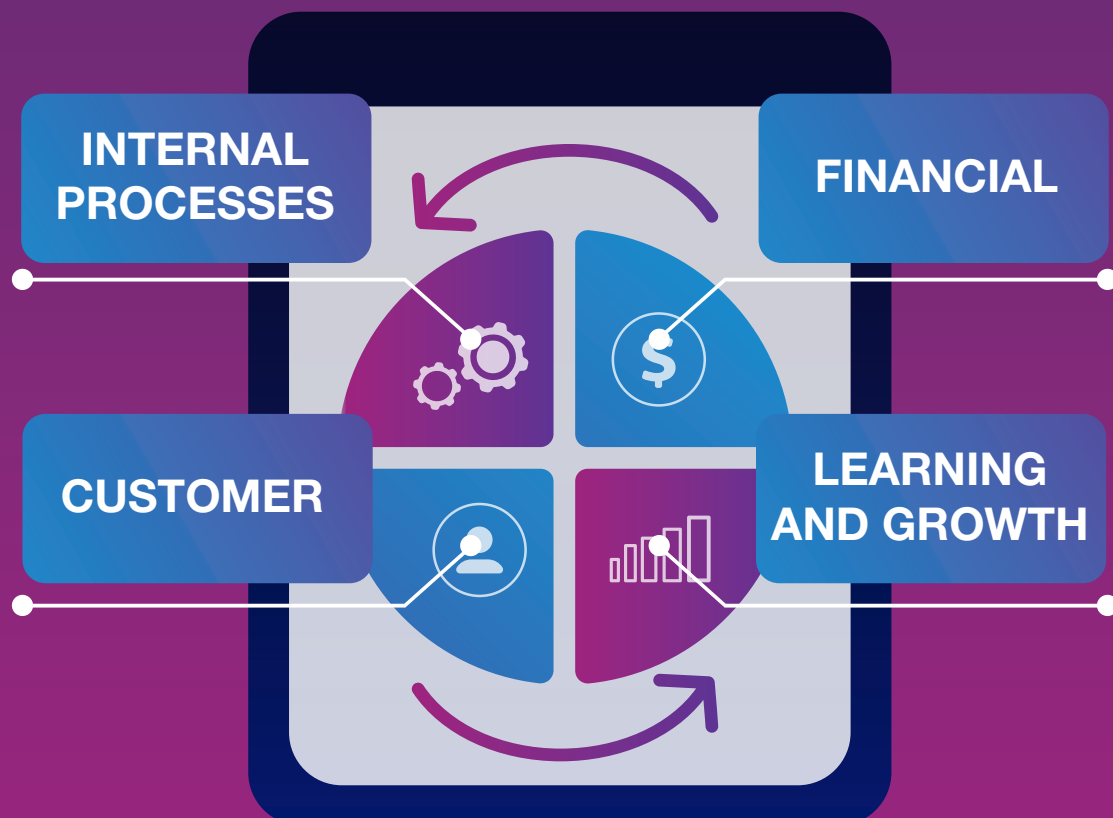 INTERNAL
PROCESSES
FINANCIAL
$
CUSTOMER
LEARNING
AND GROWTH